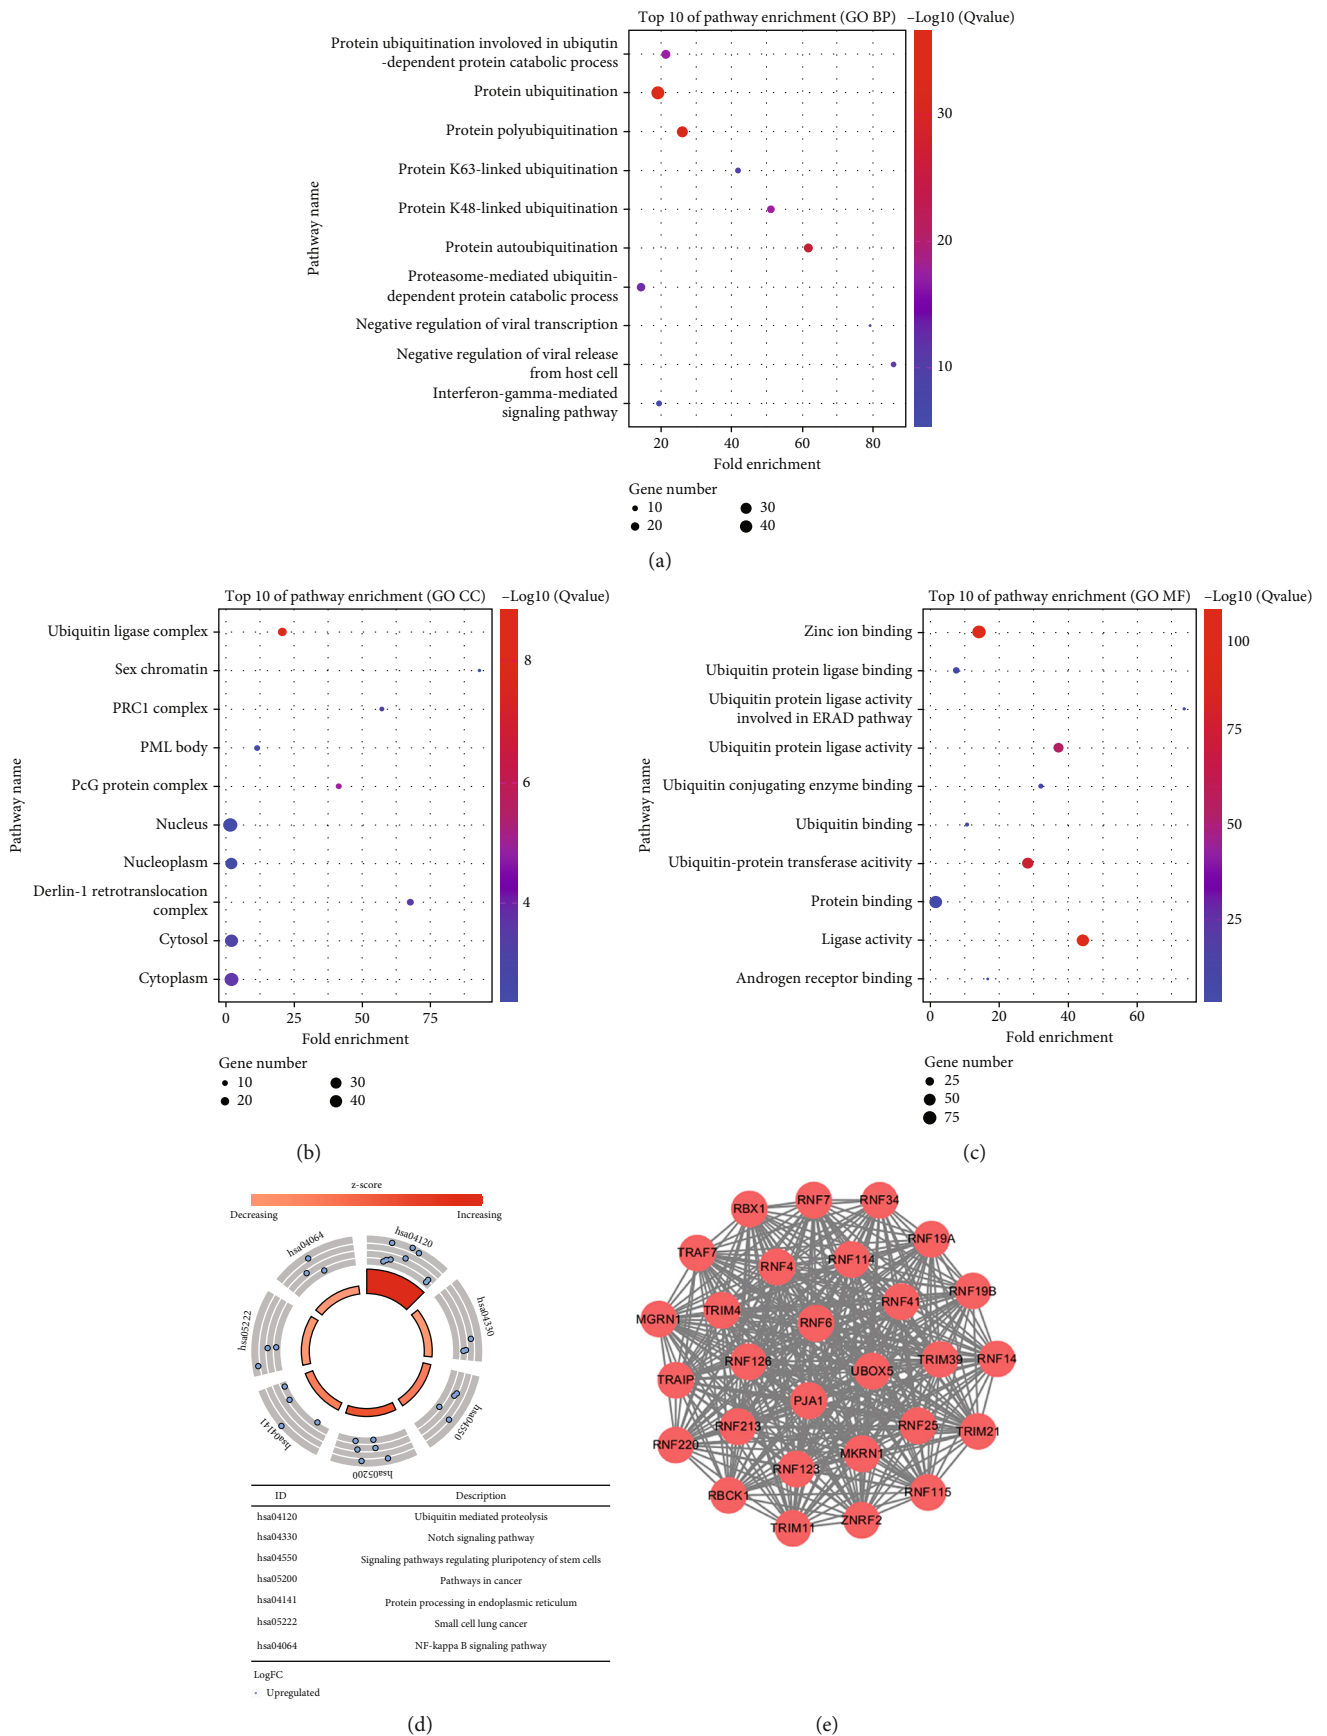 Top 10 of pathway enrichment (GO BP)
–Log10 (Qvalue)
Pathway name
Protein ubiquitination involoved in ubiqutin
-dependent protein catabolic process
Protein ubiquitination
Protein polyubiquitination
Protein K63-linked ubiquitination
Protein K48-linked ubiquitination
Protein autoubiquitination
Proteasome-mediated ubiquitin-
dependent protein catabolic process
Negative regulation of viral transcription
Negative regulation of viral release
from host cell
Interferon-gamma-mediated
signaling pathway
30
20
10
20 40 60 80
Fold enrichment
Gene number
10 30
20 40
(a)
Top 10 of pathway enrichment (GO CC)
–Log10 (Qvalue)
Pathway name
Ubiquitin ligase complex
Sex chromatin
PRC1 complex
PML body
PcG protein complex
Nucleus
Nucleoplasm
Derlin-1 retrotranslocation
complex
Cytosol
Cytoplasm
8
6
4
0 25 50 75
Fold enrichment
Gene number
10 30
20 40
(b)
Top 10 of pathway enrichment (GO MF)
–Log10 (Qvalue)
Pathway name
Zinc ion binding
Ubiquitin protein ligase binding
Ubiquitin protein ligase activity
involved in ERAD pathway
Ubiquitin protein ligase activity
Ubiquitin conjugating enzyme binding
Ubiquitin binding
Ubiquitin-protein transferase acitivity
Protein binding
Ligase activity
Androgen receptor binding
100
75
50
25
0 20 40 60
Fold enrichment
Gene number
25
50
75
(c)
z-score
Decreasing Increasing
hsa04120
hsa04330
hsa04550
hsa05200
hsa04141
hsa05222
hsa04064
ID Description
hsa04120 Ubiquitin mediated proteolysis
hsa04330 Notch signaling pathway
hsa04550 Signaling pathways regulating pluripotency of stem cells
hsa05200 Pathways in cancer
hsa04141 Protein processing in endoplasmic reticulum
hsa05222 Small cell lung cancer
hsa04064 NF-kappa B signaling pathway
LogFC
Upregulated
(d)
RNF7
RNF34
RBX1
RNF19A
TRAF7
RNF4
RNF114
RNF19B
RNF41
TRIM4
MGRN1
RNF6
RNF126
TRIM39
RNF14
UBOX5
TRAIP
PJA1
RNF213
RNF25
TRIM21
RNF220
MKRN1
RNF123
RBCK1
RNF115
TRIM11
ZNRF2
(e)